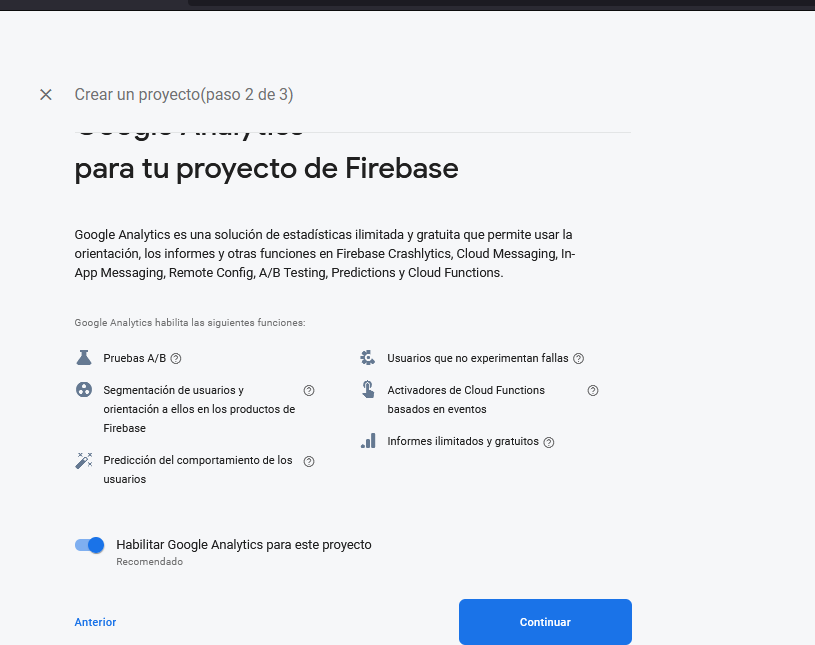 Crear un proyecto(paso 2 de 3)
Google Analytics
para tu proyecto de Firebase
Google Analytics es una solución de estadísticas ilimitada y gratuita que permite usar la
orientación, los informes y otras funciones en Firebase Crashlytics, Cloud Messaging, In-
App Messaging, Remote Config, A/B Testing, Predictions y Cloud Functions.
Google Analytics habilita las siguientes funciones:
Pruebas A/B
Segmentación de usuarios y
orientación a ellos en los productos de
Firebase
Predicción del comportamiento de los
usuarios
Usuarios que no experimentan fallas
Activadores de Cloud Functions
basados en eventos
Informes ilimitados y gratuitos
Habilitar Google Analytics para este proyecto
Recomendado
Anterior
Continuar